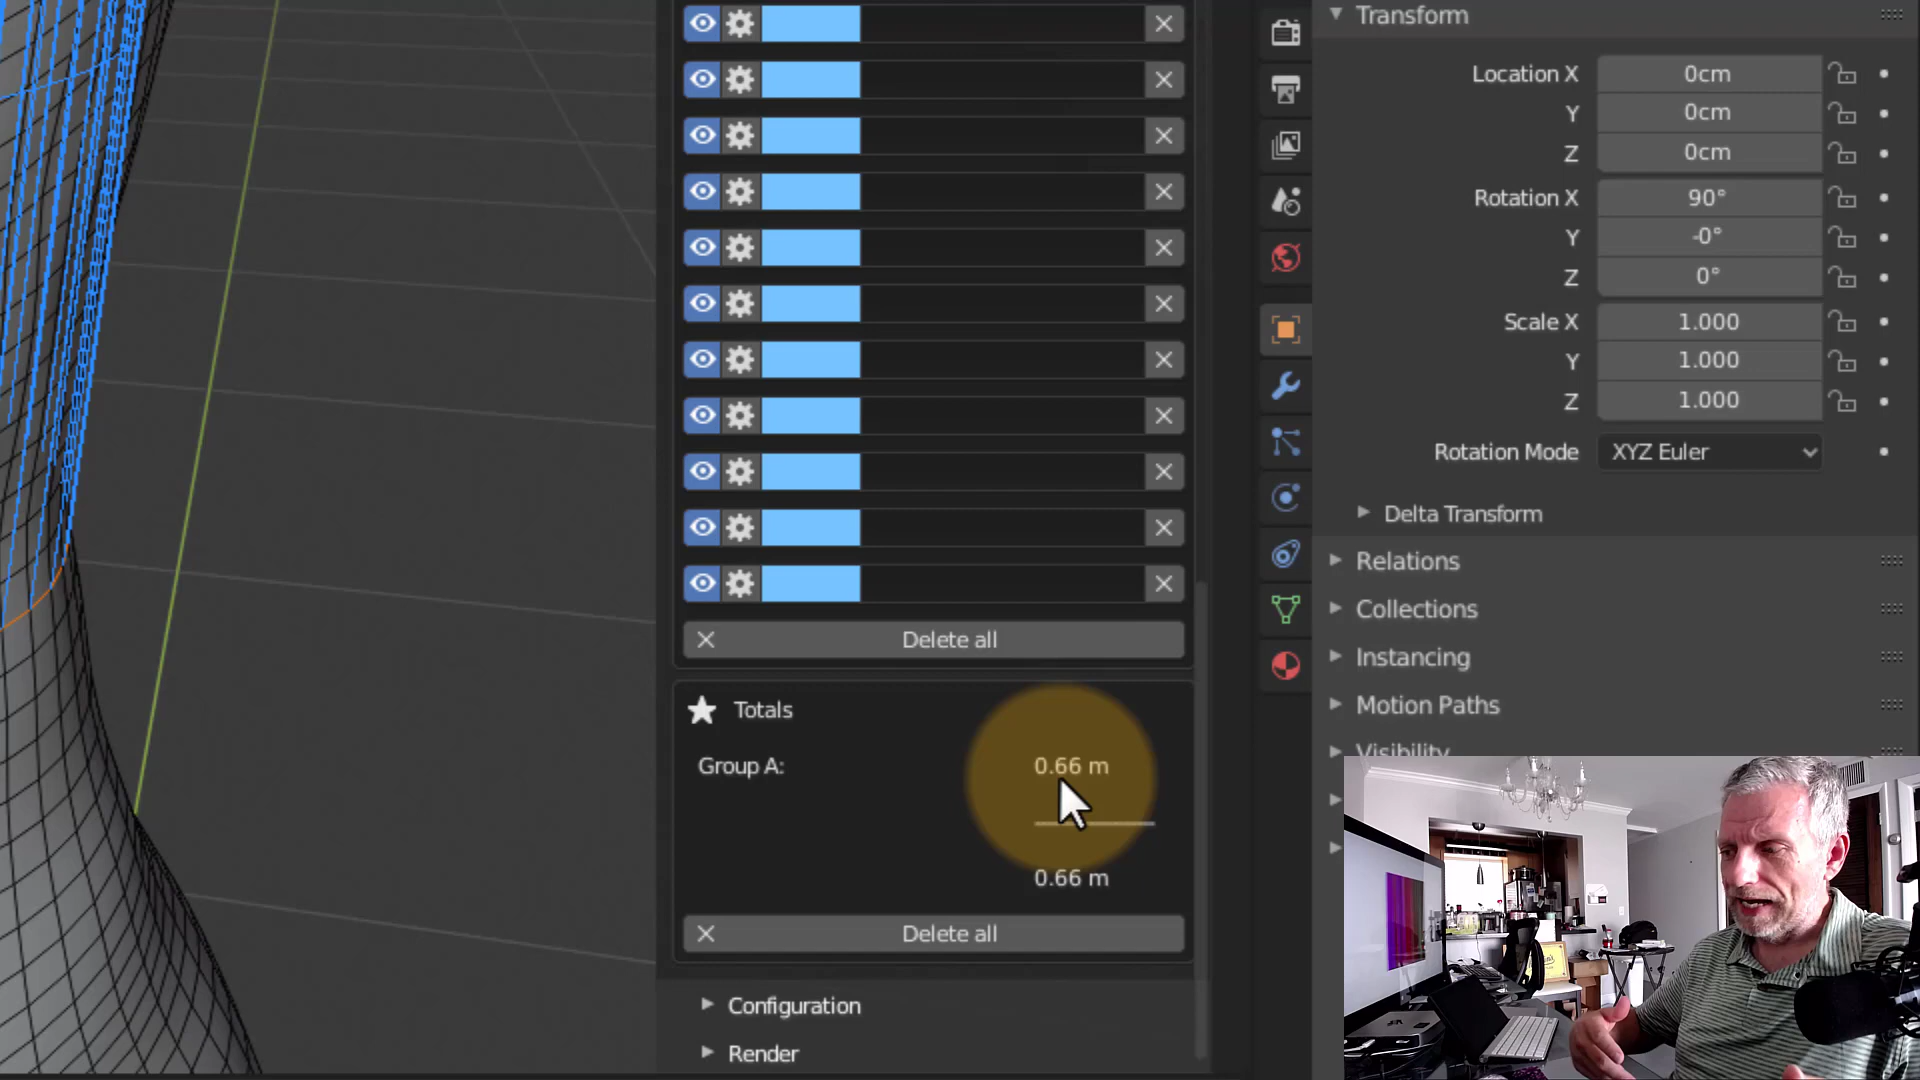 Delete all
Totals
Group A: 0.66 m
0.66 m
Delete all
Configuration
Render
Transform
Location X 0cm
Y 0cm
Z 0cm
Rotation X 90°
Y -0°
Z 0°
Scale X 1.000
Y 1.000
Z 1.000
Rotation Mode XYZ Euler
Delta Transform
Relations
Collections
Instancing
Motion Paths
Visibility